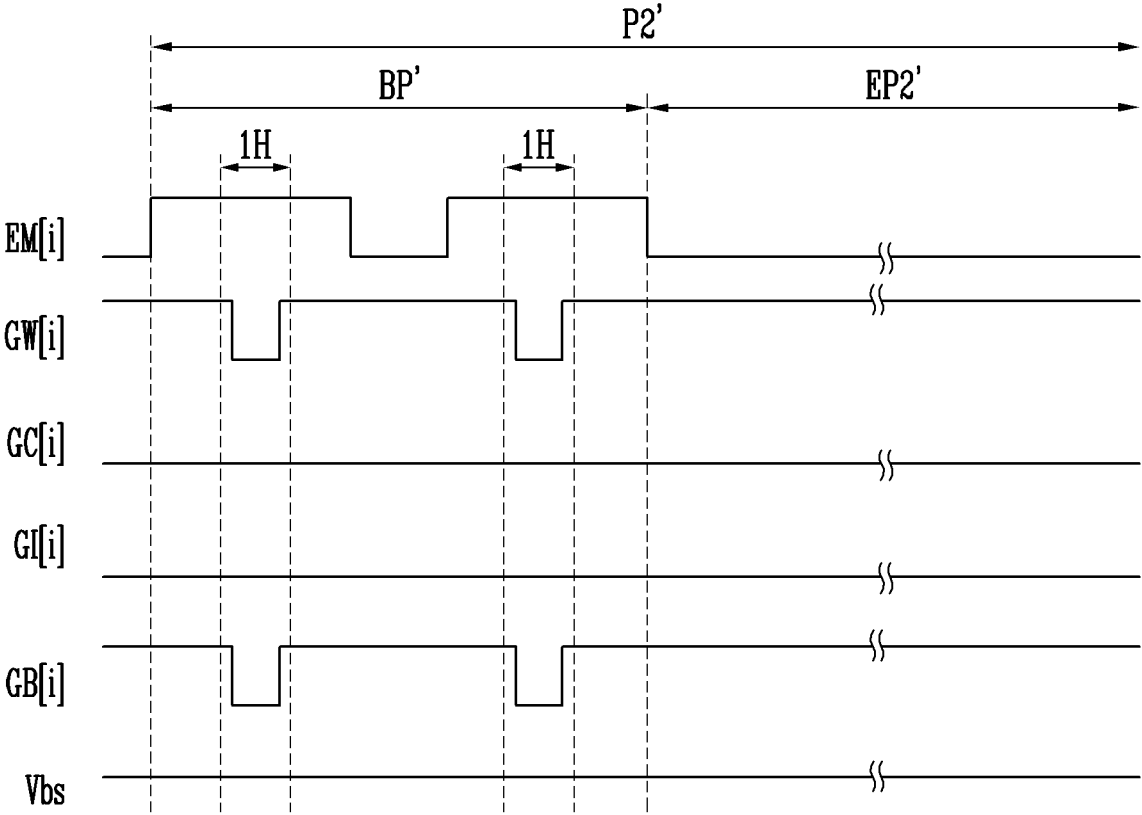 P2'
BP' EP2'
1H 1H
EM[i]
GW[i]
GC[i]
GI[i]
GB[i]
Vbs